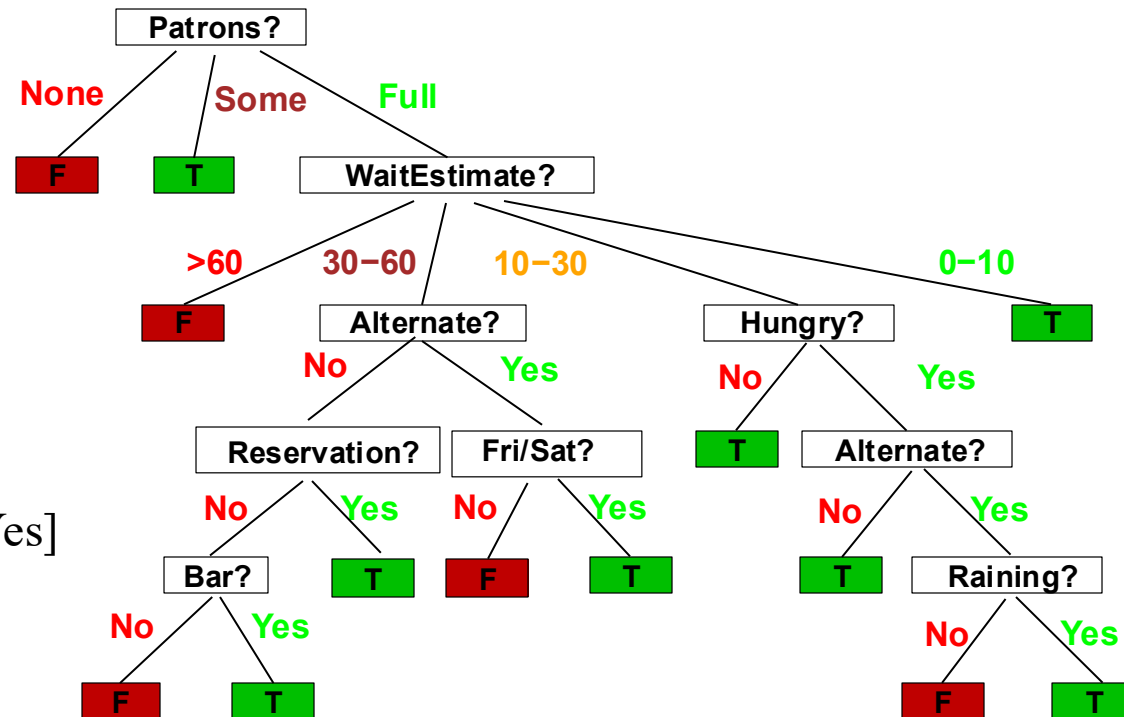 Patrons?
None Some Full
F T WaitEstimate?
>60 30−60 10−30 0−10
F Alternate? Hungry? T
No Yes No Yes
Reservation? Fri/Sat? T Alternate?
No Yes No Yes No Yes
es]
Bar? T F T T Raining?
No Yes No Yes
F T F T